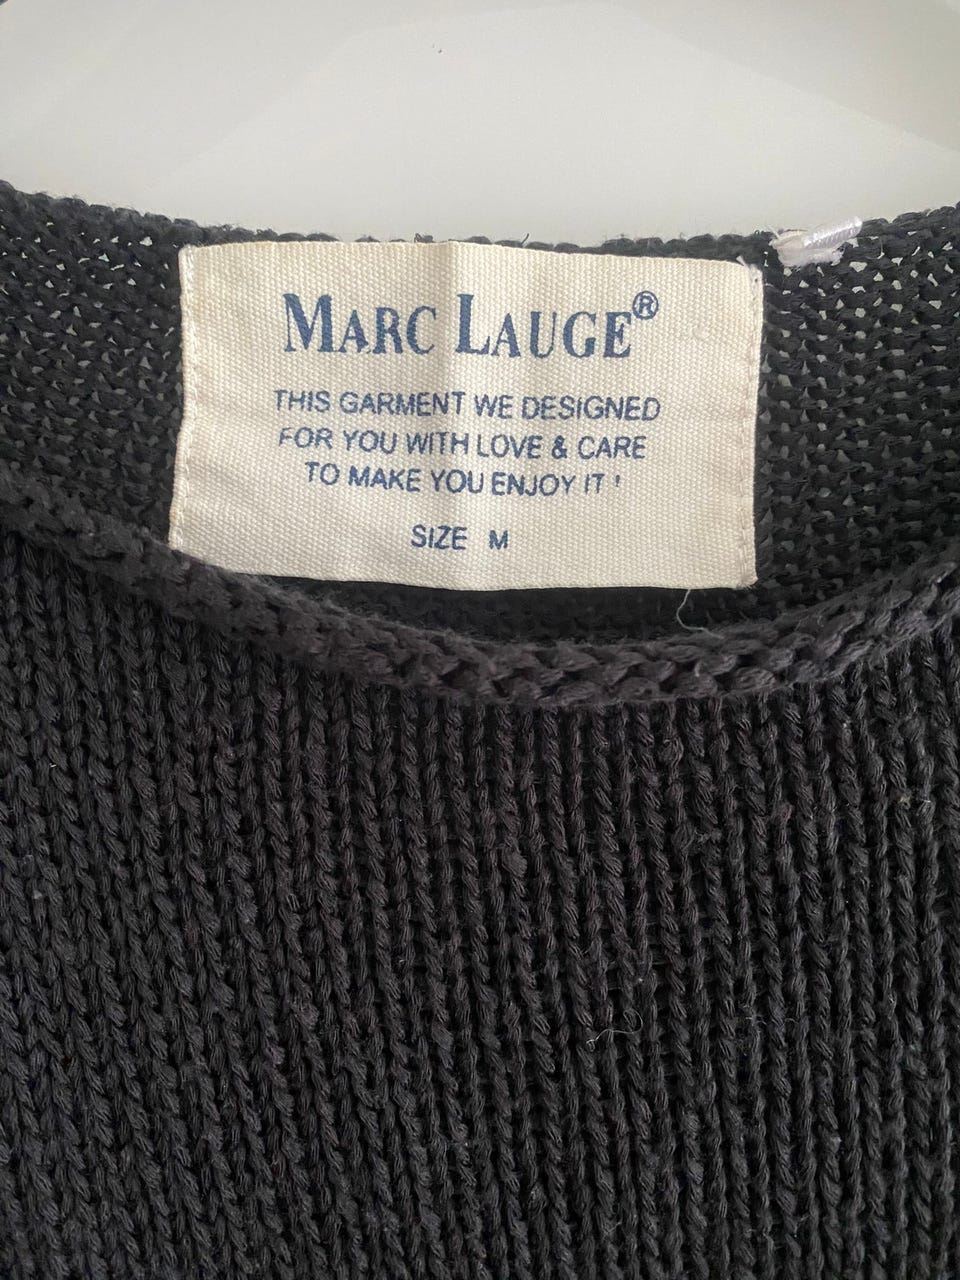 MARC LAUGE®
THIS GARMENT WE DESIGNED
FOR YOU WITH LOVE & CARE
TO MAKE YOU ENJOY IT !
SIZE M